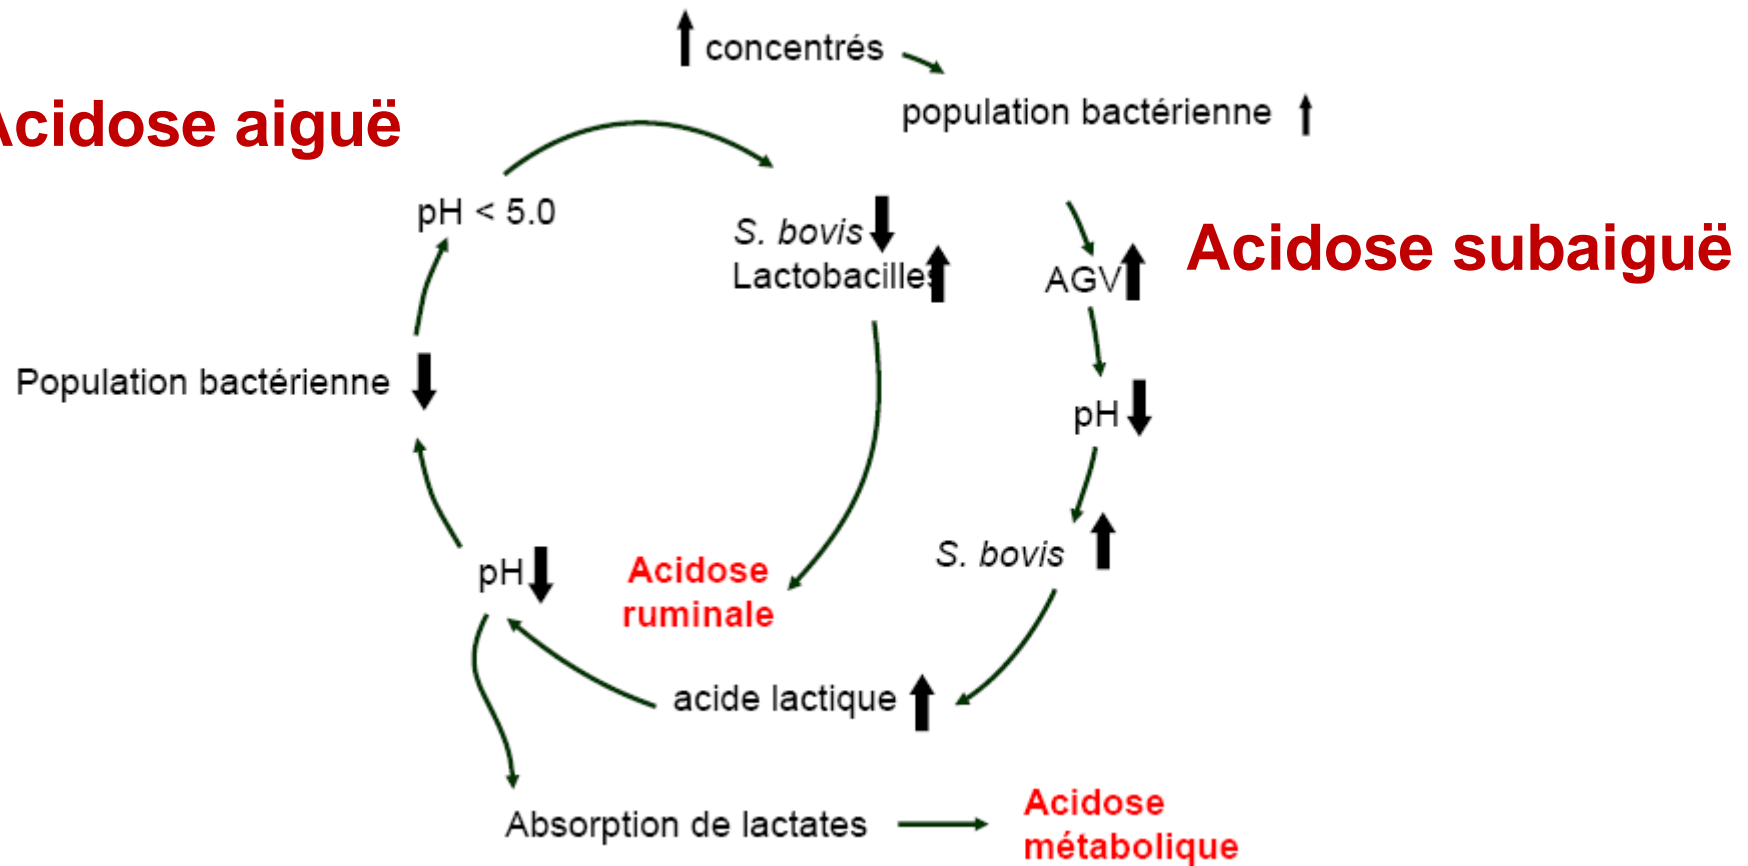 concentrés
population bactérienne
Acidose aiguë
pH < 5.0
S. bovis
Lactobacilles
Acidose subaiguë
AGV
Population bactérienne
pH
S. bovis
pH
Acidose
ruminale
acide lactique
Absorption de lactates
Acidose
métabolique